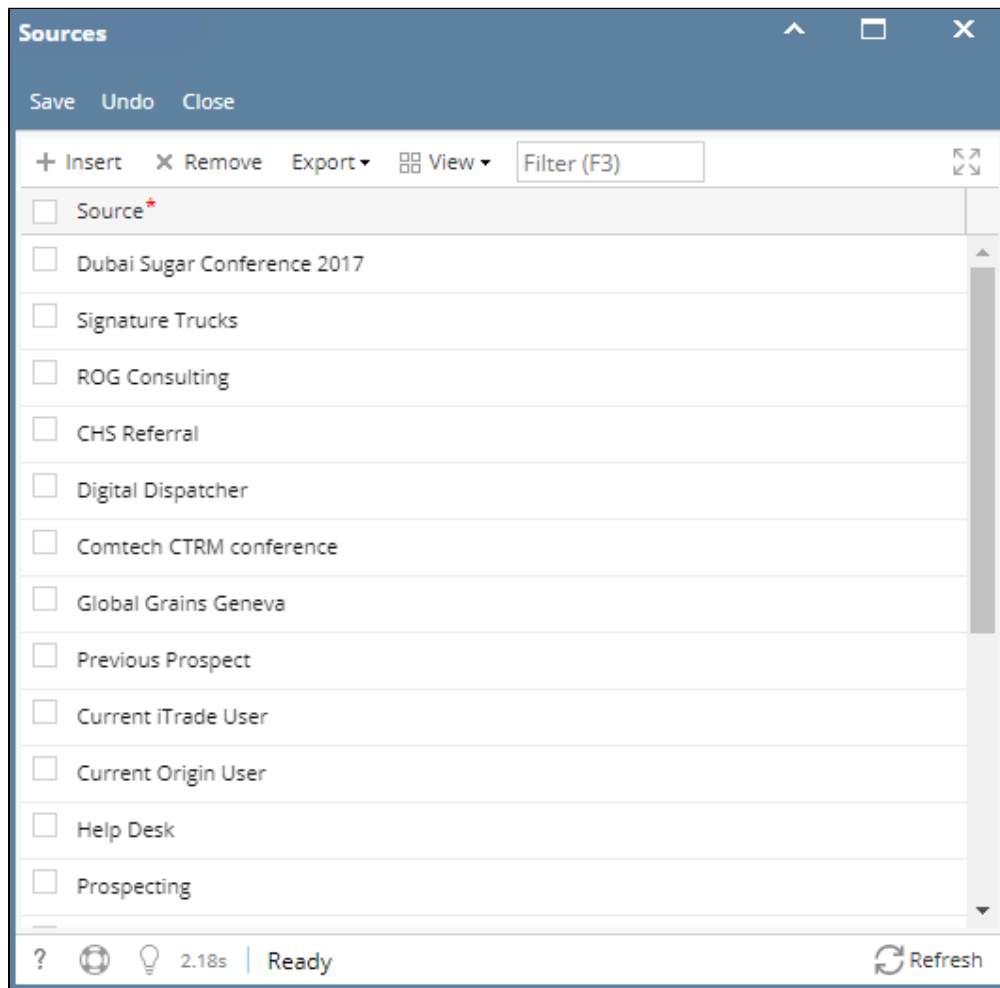 Sources
Save Undo Close
Insert Remove Export View Filter (F3)
Source*
Dubai Sugar Conference 2017
Signature Trucks
ROG Consulting
CHS Referral
Digital Dispatcher
Comtech CTRM conference
Global Grains Geneva
Previous Prospect
Current iTrade User
Current Origin User
Help Desk
Prospecting
? 2.18s Ready Refresh